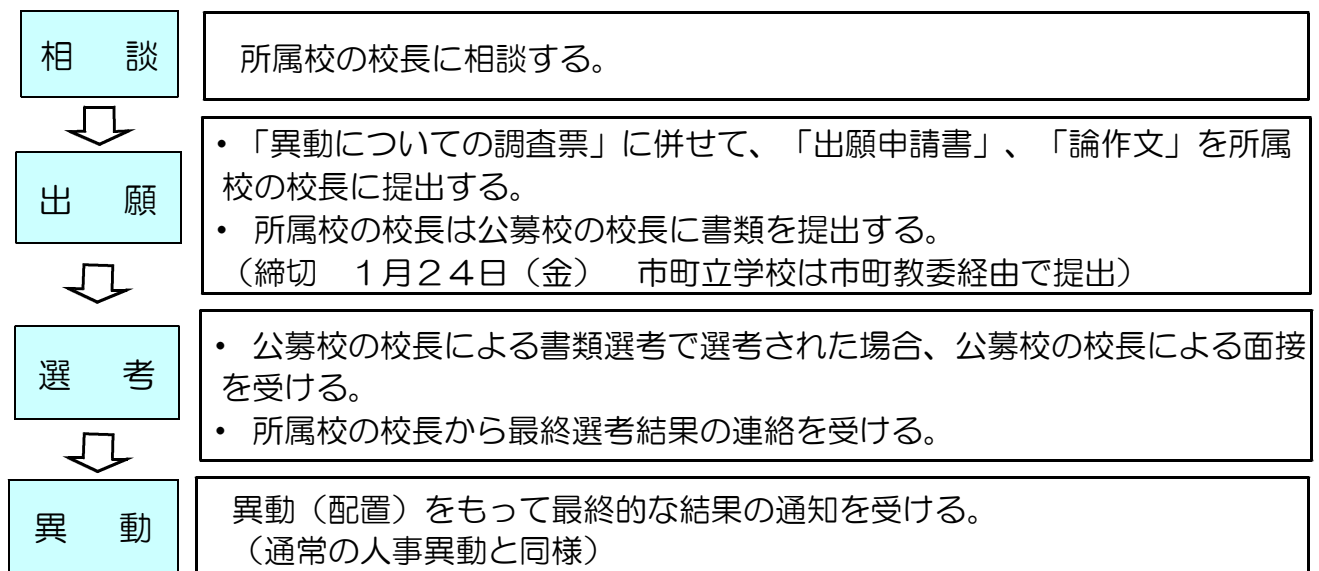 相　談
所属校の校長に相談する。
出　願
・「異動についての調査票」に併せて、「出願申請書」、「論作文」を所属
校の校長に提出する。
・ 所属校の校長は公募校の校長に書類を提出する。
（締切　１月２４日（金）　市町立学校は市町教委経由で提出）
選　考
・ 公募校の校長による書類選考で選考された場合、公募校の校長による面接
を受ける。
・ 所属校の校長から最終選考結果の連絡を受ける。
異　動
異動（配置）をもって最終的な結果の通知を受ける。
（通常の人事異動と同様）